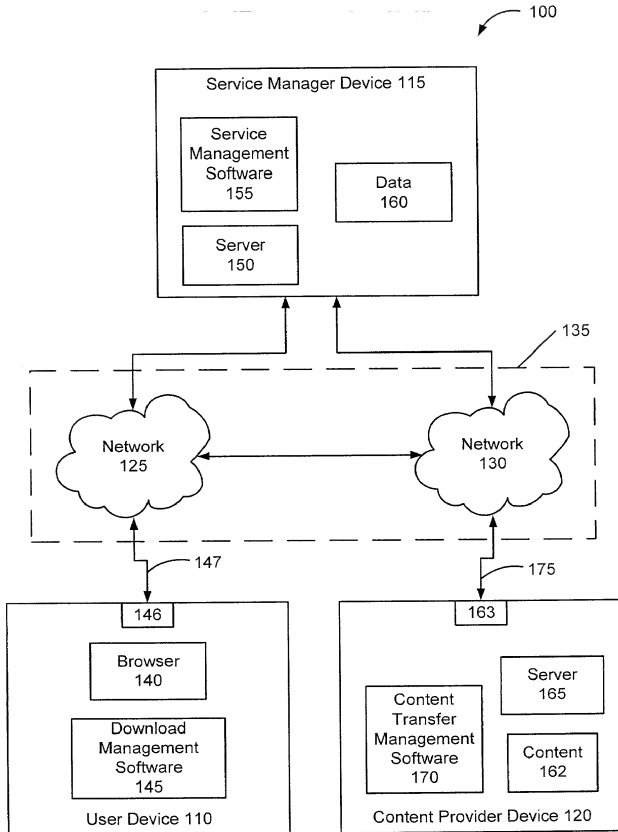 100
Service Manager Device 115
Service
Management
Software
155
Data
160
Server
150
135
Network
125
Network
130
147
175
146
163
Browser
140
Download
Management
Software
145
User Device 110
Server
165
Content
Transfer
Management
Software
170
Content
162
Content Provider Device 120